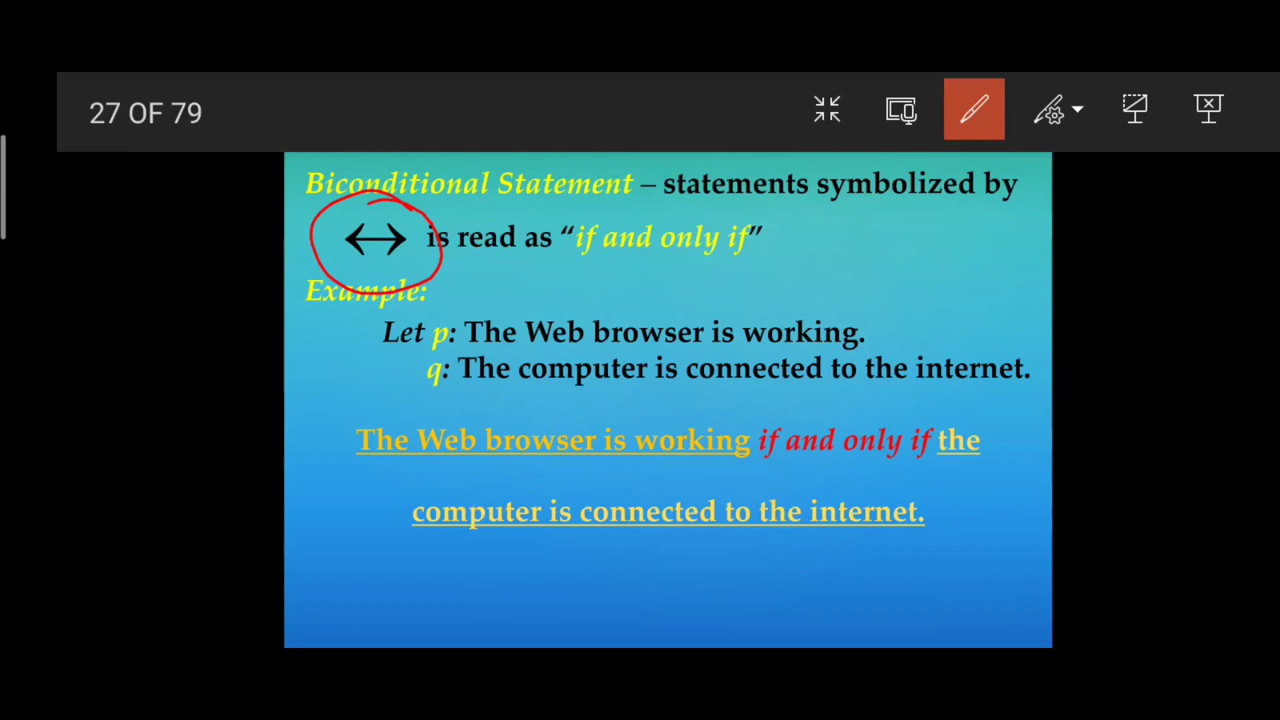 27 OF 79
Biconditional Statement – statements symbolized by
↔ is read as “if and only if”
Example:
Let p: The Web browser is working.
q: The computer is connected to the internet.
The Web browser is working if and only if the
computer is connected to the internet.